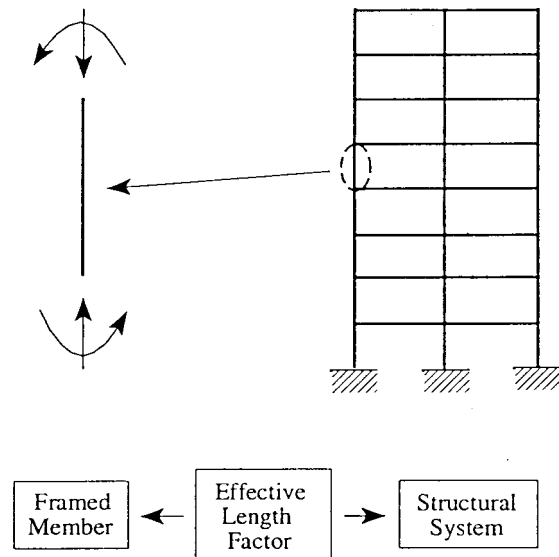 Framed
Member
Effective
Length
Factor
Structural
System